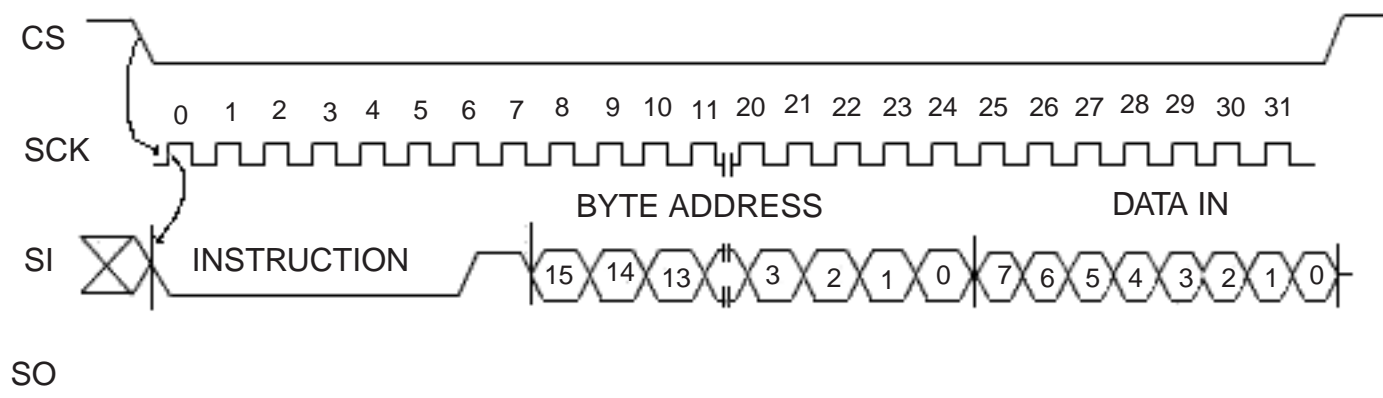 CS
0 1 2 3 4 5 6 7 8 9 10 11 20 21 22 23 24 25 26 27 28 29 30 31
SCK
BYTE ADDRESS DATA IN
SI INSTRUCTION 15 14 13 3 2 1 0 7 6 5 4 3 2 1 0
SO